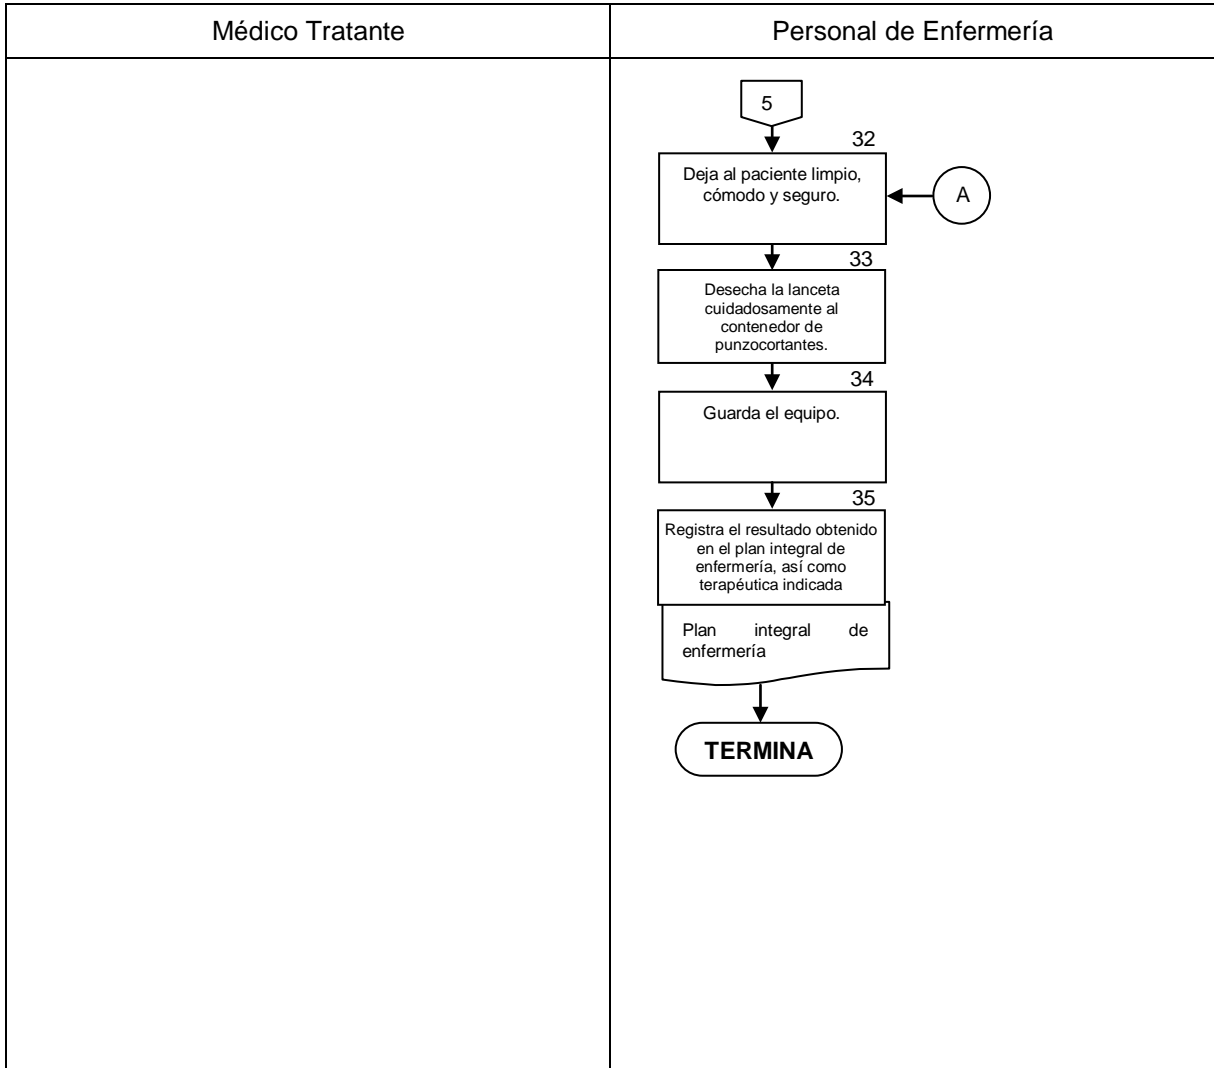 Médico Tratante
Personal de Enfermería
5
32
Deja al paciente limpio,
cómodo y seguro.
A
33
Desecha la lanceta
cuidadosamente al
contenedor de
punzocortantes.
34
Guarda el equipo.
35
Registra el resultado obtenido
en el plan integral de
enfermería, así como
terapéutica indicada
Plan integral de
enfermería
TERMINA